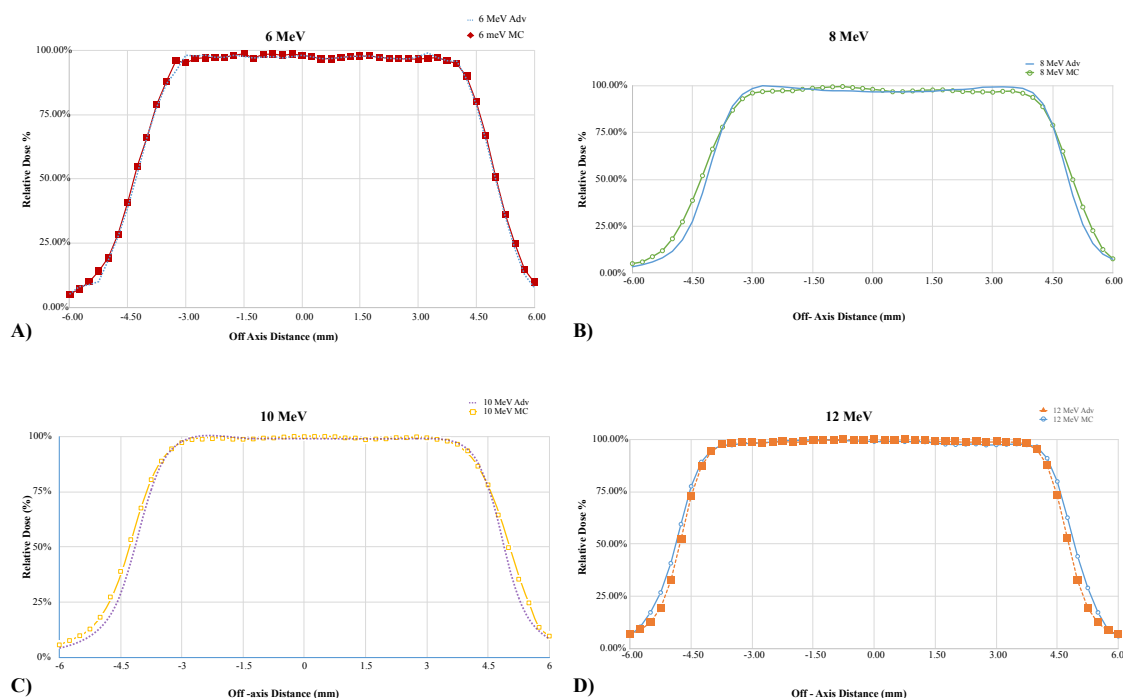 6 MeV
6 MeV Adv
6 meV MC
Relative Dose %
100.00%
75.00%
50.00%
25.00%
0.00%
-6.00 -4.50 -3.00 -1.50 0.00 1.50 3.00 4.50 6.00
Off Axis Distance (mm)
A)
8 MeV
8 MeV Adv
8 MeV MC
Relative Dose %
100.00%
75.00%
50.00%
25.00%
0.00%
-6.00 -4.50 -3.00 -1.50 0.00 1.50 3.00 4.50 6.00
Off- Axis Distance (mm)
B)
10 MeV
10 MeV Adv
10 MeV MC
Relative Dose (%)
100%
75%
50%
25%
0%
-6 -4.5 -3 -1.5 0 1.5 3 4.5 6
Off -axis Distance (mm)
C)
12 MeV
12 MeV Adv
12 MeV MC
Relative Dose %
100.00%
75.00%
50.00%
25.00%
0.00%
-6.00 -4.50 -3.00 -1.50 0.00 1.50 3.00 4.50 6.00
Off - Axis Distance (mm)
D)